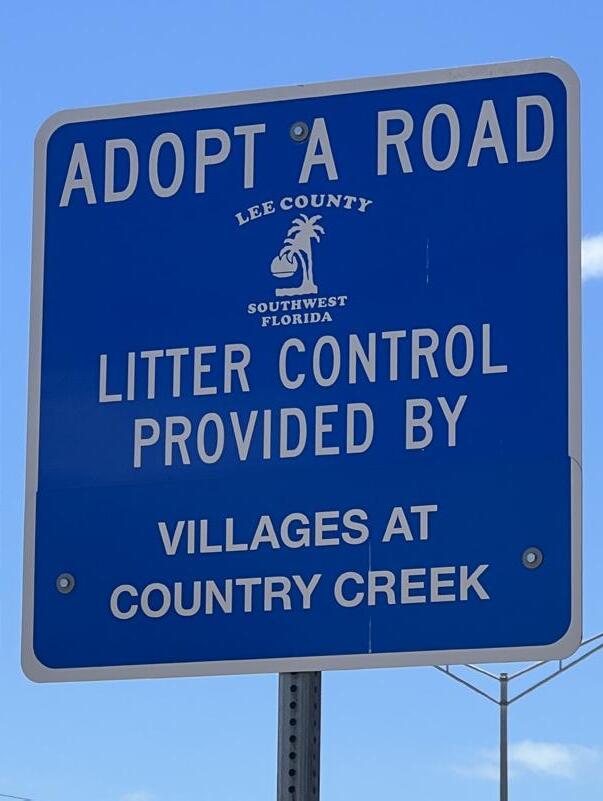 ADOPT A ROAD
LEE COUNTY
SOUTHWEST
FLORIDA
LITTER CONTROL
PROVIDED BY
VILLAGES AT
COUNTRY CREEK